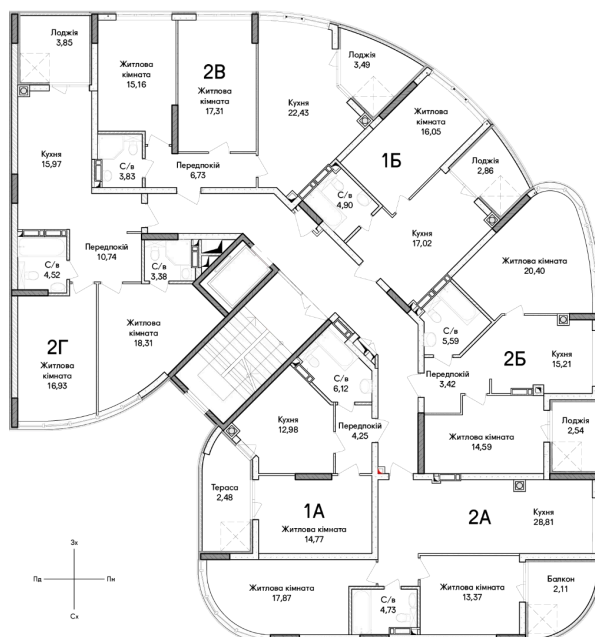 Лоджія
3,85
Житлова
кімната
15,16
2В
Житлова
кімната
17,31
Кухня
22,43
Лоджія
3,49
Житлова
кімната
16,05
1Б
Лоджія
2,86
Кухня
15,97
С/в
3,83
Передпокій
6,73
С/в
4,90
Кухня
17,02
Житлова кімната
20,40
Передпокій
10,74
С/в
4,52
С/в
3,38
С/в
5,59
2Г
Житлова
кімната
16,93
Житлова кімната
18,31
2Б
Кухня
15,21
Передпокій
3,42
С/в
6,12
Кухня
12,98
Передпокій
4,25
Житлова кімната
14,59
Лоджія
2,54
Тераса
2,48
1А
Житлова кімната
14,77
2А
Кухня
28,81
Житлова кімната
17,87
С/в
4,73
Житлова кімната
13,37
Балкон
2,11
Зх
Пд
Пн
Сх